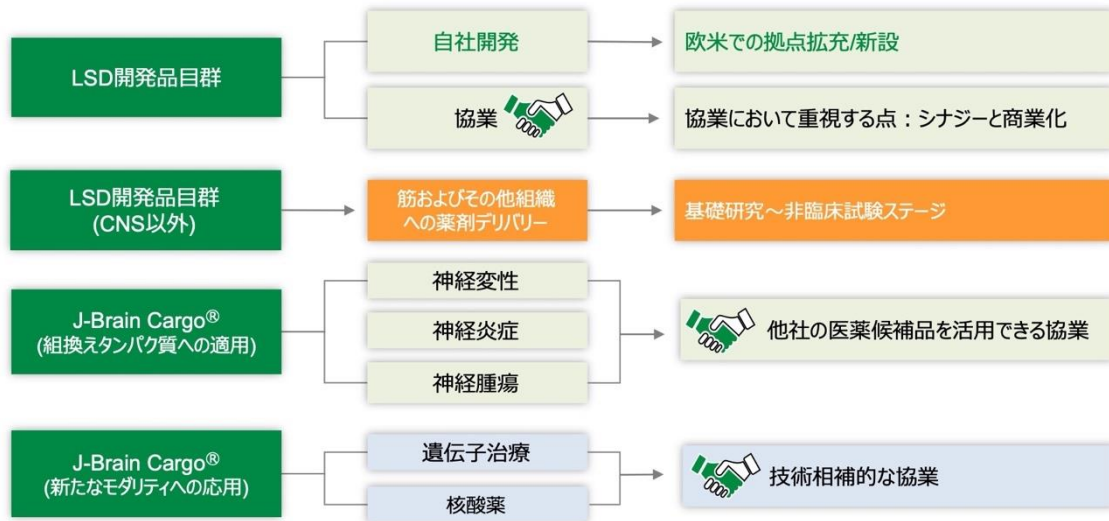 LSD開発品目群
自社開発
欧米での拠点拡充/新設
協業
協業において重視する点：シナジーと商業化
LSD開発品目群
(CNS以外)
筋およびその他組織
への薬剤デリバリー
基礎研究～非臨床試験ステージ
J-Brain Cargo®
(組換えタンパク質への適用)
神経変性
神経炎症
神経腫瘍
他社の医薬候補品を活用できる協業
J-Brain Cargo®
(新たなモダリティへの応用)
遺伝子治療
核酸薬
技術相補的な協業